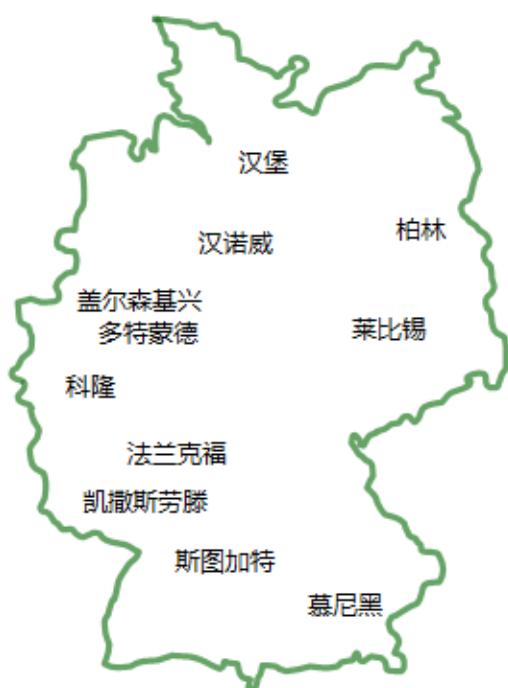 汉堡
柏林
汉诺威
盖尔森基兴
多特蒙德
莱比锡
科隆
法兰克福
凯撒斯劳滕
斯图加特
慕尼黑